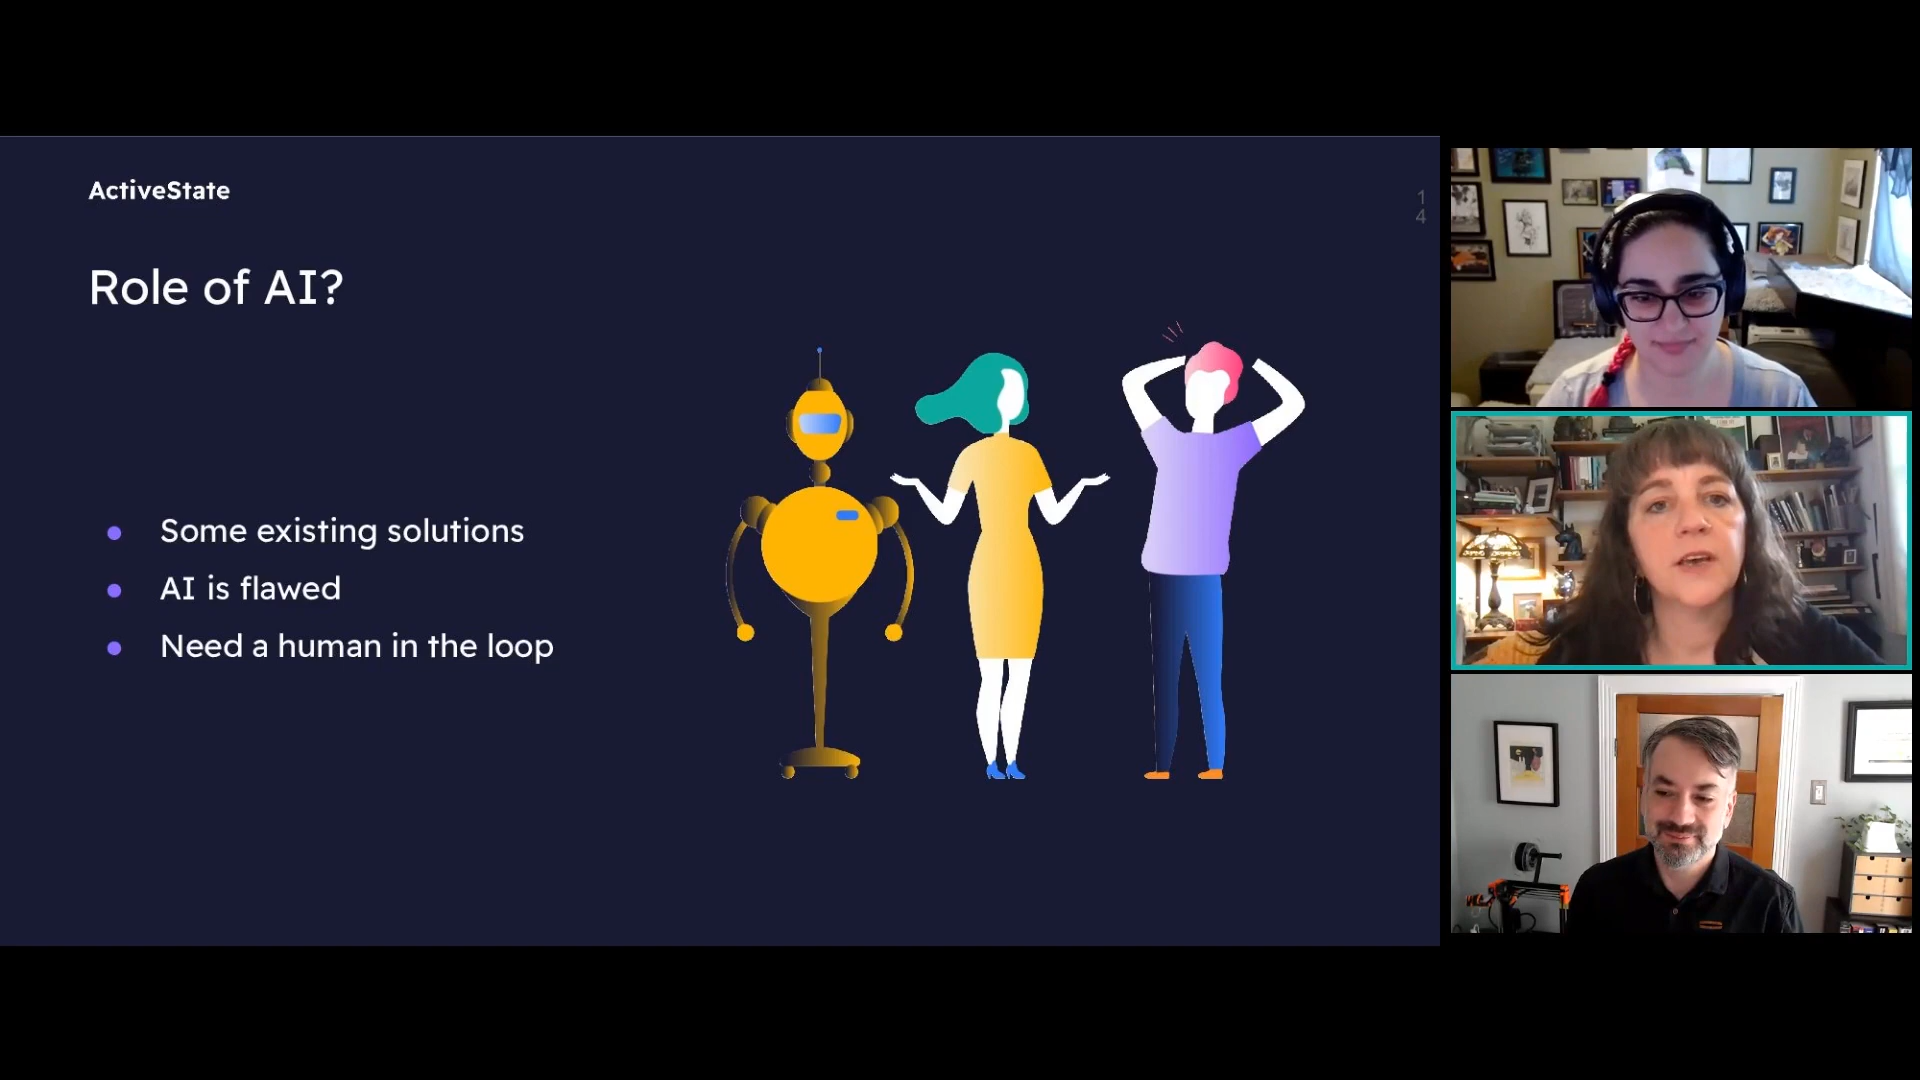 ActiveState
1
4
Role of AI?
Some existing solutions
AI is flawed
Need a human in the loop